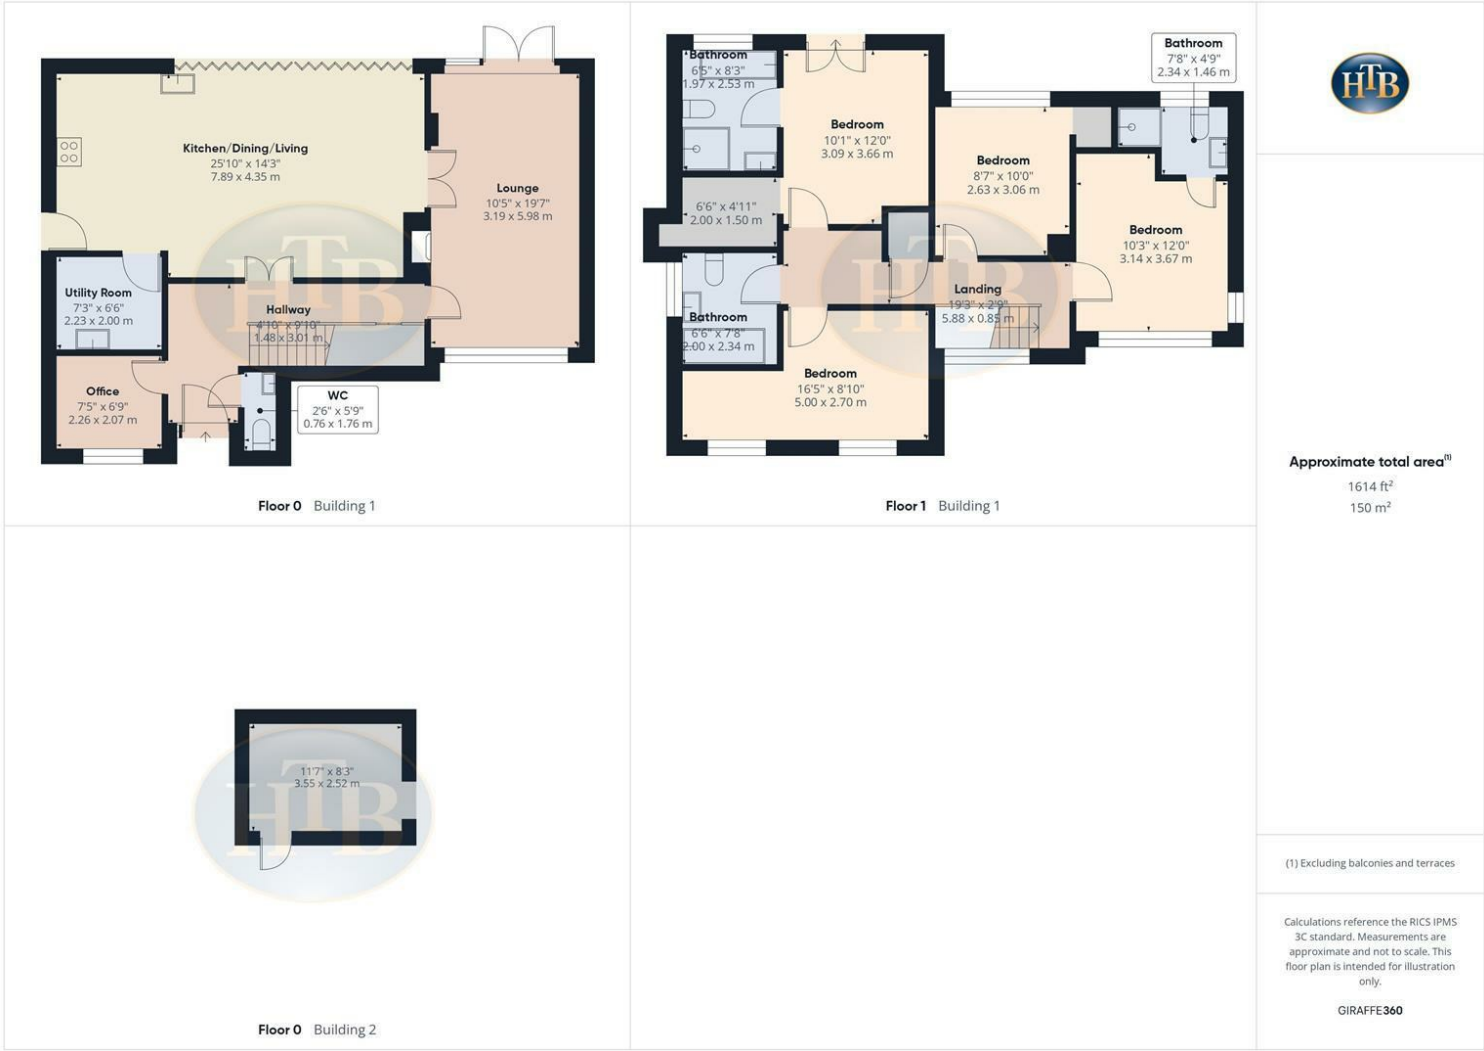 Kitchen/Dining/Living
25'10" x 14'3"
7.89 x 4.35 m
Lounge
10'5" x 19'7"
3.19 x 5.98 m
Utility Room
7'3" x 6'6"
2.23 x 2.00 m
Hallway
4'10" x 9'10"
1.48 x 3.01 m
Office
7'5" x 6'9"
2.26 x 2.07 m
WC
2'6" x 5'9"
0.76 x 1.76 m
HTB
Floor 0 Building 1
Bathroom
6'5" x 8'3"
1.97 x 2.53 m
Bedroom
10'1" x 12'0"
3.09 x 3.66 m
Bedroom
8'7" x 10'0"
2.63 x 3.06 m
Bathroom
7'8" x 4'9"
2.34 x 1.46 m
6'6" x 4'11"
2.00 x 1.50 m
Bedroom
10'3" x 12'0"
3.14 x 3.67 m
Landing
19'3" x 2'9"
5.88 x 0.85 m
Bathroom
6'6" x 7'8"
2.00 x 2.34 m
Bedroom
16'5" x 8'10"
5.00 x 2.70 m
HTB
Floor 1 Building 1
11'7" x 8'3"
3.55 x 2.52 m
HTB
Floor 0 Building 2
HTB
Approximate total area(1)
1614 ft²
150 m²
(1) Excluding balconies and terraces
Calculations reference the RICS IPMS
3C standard. Measurements are
approximate and not to scale. This
floor plan is intended for illustration
only.
GIRAFFE360